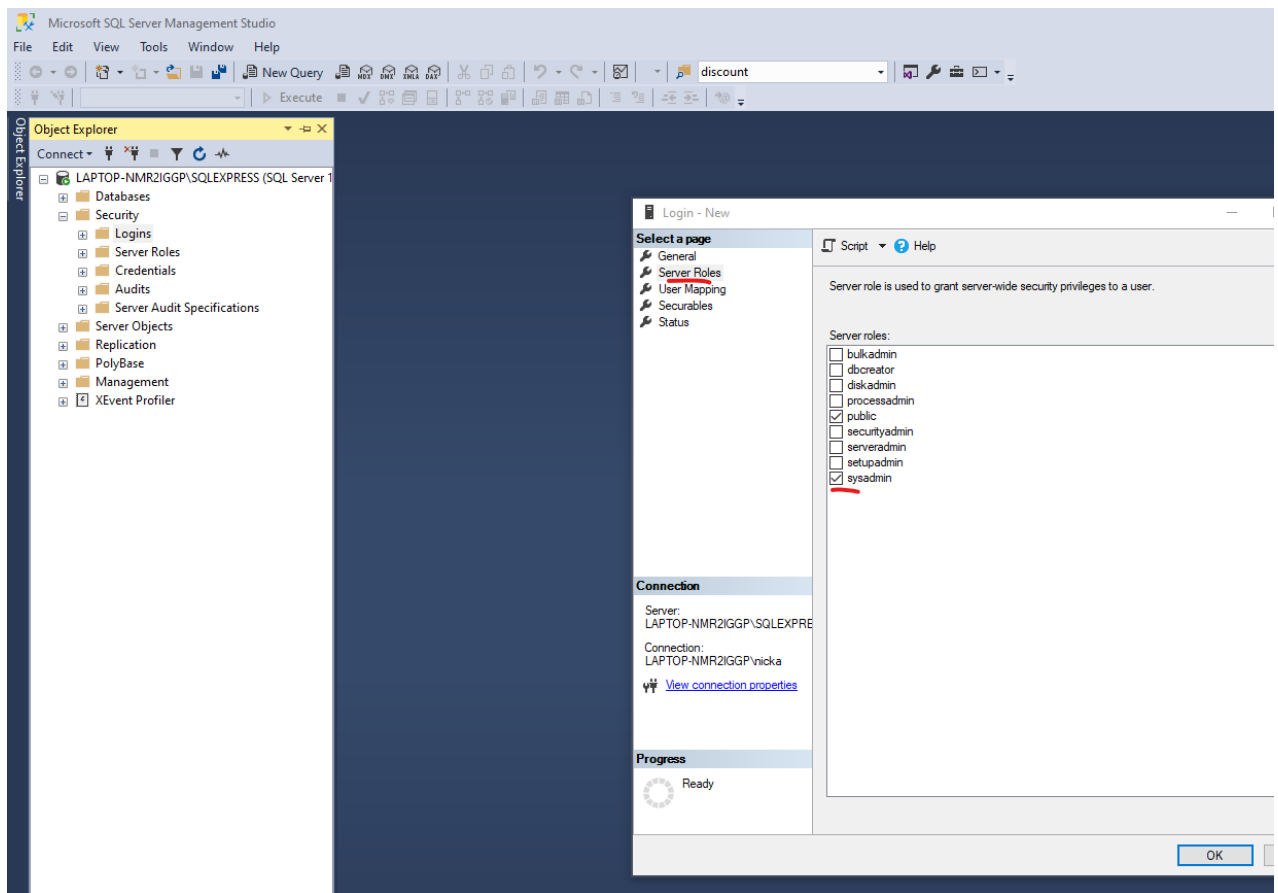 Microsoft SQL Server Management Studio
File Edit View Tools Window Help
New Query MDX DMX XMLA DAX discount
Execute
Object Explorer
Object Explorer
Connect
LAPTOP-NMR2IGGP\SQLEXPRESS (SQL Server 1
Databases
Security
Logins
Server Roles
Credentials
Audits
Server Audit Specifications
Server Objects
Replication
PolyBase
Management
XEvent Profiler
Login - New
Select a page
General
Server Roles
User Mapping
Securables
Status
Script Help
Server role is used to grant server-wide security privileges to a user.
Server roles:
bulkadmin
dbcreator
diskadmin
processadmin
public
securityadmin
serveradmin
setupadmin
sysadmin
Connection
Server:
LAPTOP-NMR2IGGP\SQLEXPRE
Connection:
LAPTOP-NMR2IGGP\nicka
View connection properties
Progress
Ready
OK